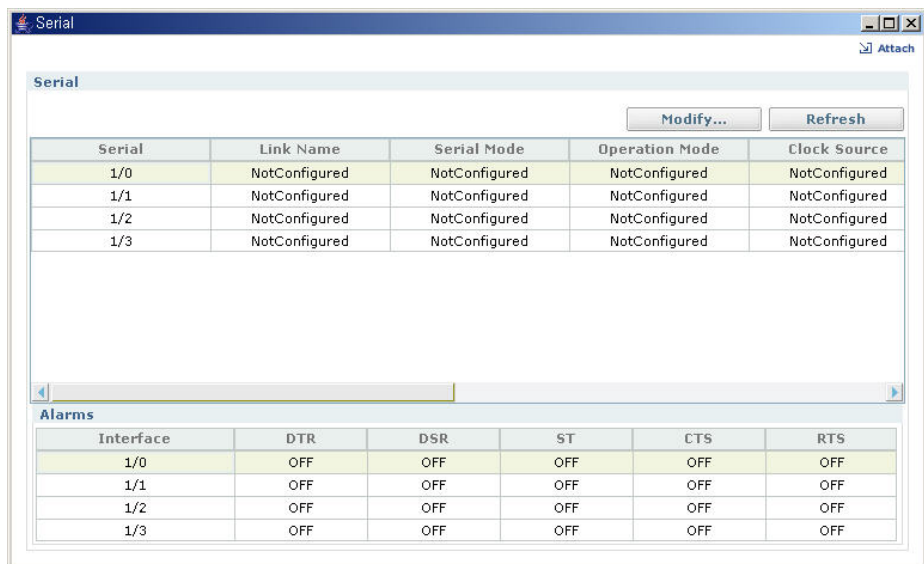 Serial
Attach
Serial
Modify... Refresh
Serial Link Name Serial Mode Operation Mode Clock Source
1/0 NotConfigured NotConfigured NotConfigured NotConfigured
1/1 NotConfigured NotConfigured NotConfigured NotConfigured
1/2 NotConfigured NotConfigured NotConfigured NotConfigured
1/3 NotConfigured NotConfigured NotConfigured NotConfigured
Alarms
Interface DTR DSR ST CTS RTS
1/0 OFF OFF OFF OFF OFF
1/1 OFF OFF OFF OFF OFF
1/2 OFF OFF OFF OFF OFF
1/3 OFF OFF OFF OFF OFF